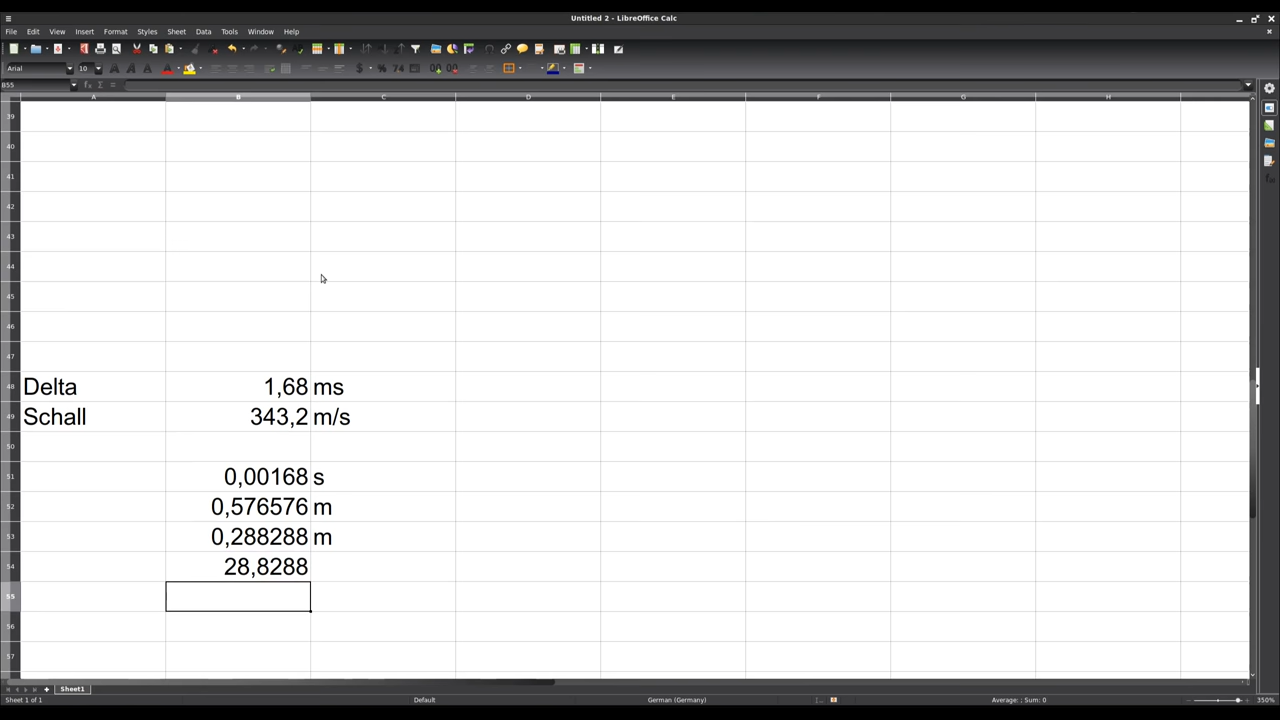 Untitled 2 - LibreOffice Calc
File Edit View Insert Format Styles Sheet Data Tools Window Help
Arial 10
B55
A B C D E F G H
39
40
41
42
43
44
45
46
47
48 Delta 1,68 ms
49 Schall 343,2 m/s
50
51 0,00168 s
52 0,576576 m
53 0,288288 m
54 28,8288
55
56
57
Sheet1
Sheet 1 of 1 Default German (Germany) Average: ; Sum: 0 350%